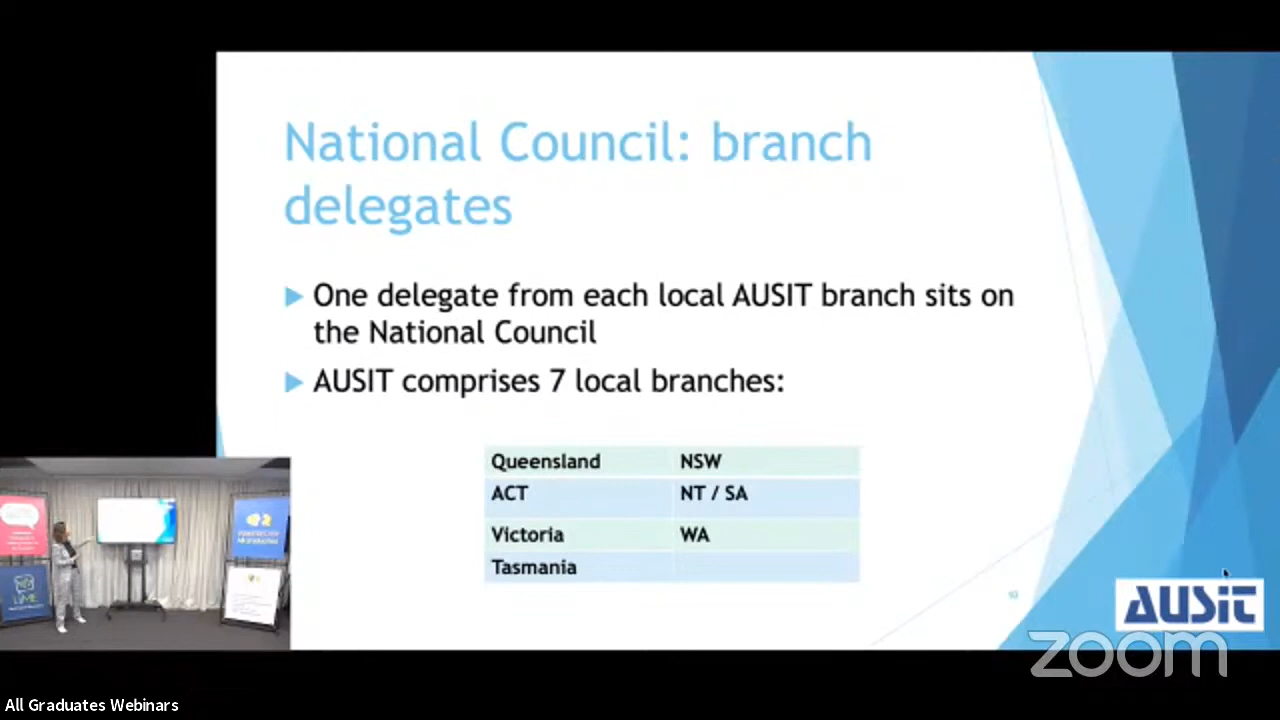 National Council: branch
delegates
One delegate from each local AUSIT branch sits on
the National Council
AUSIT comprises 7 local branches:
Queensland NSW
ACT NT / SA
Victoria WA
Tasmania
AUSiT
zoom
All Graduates Webinars